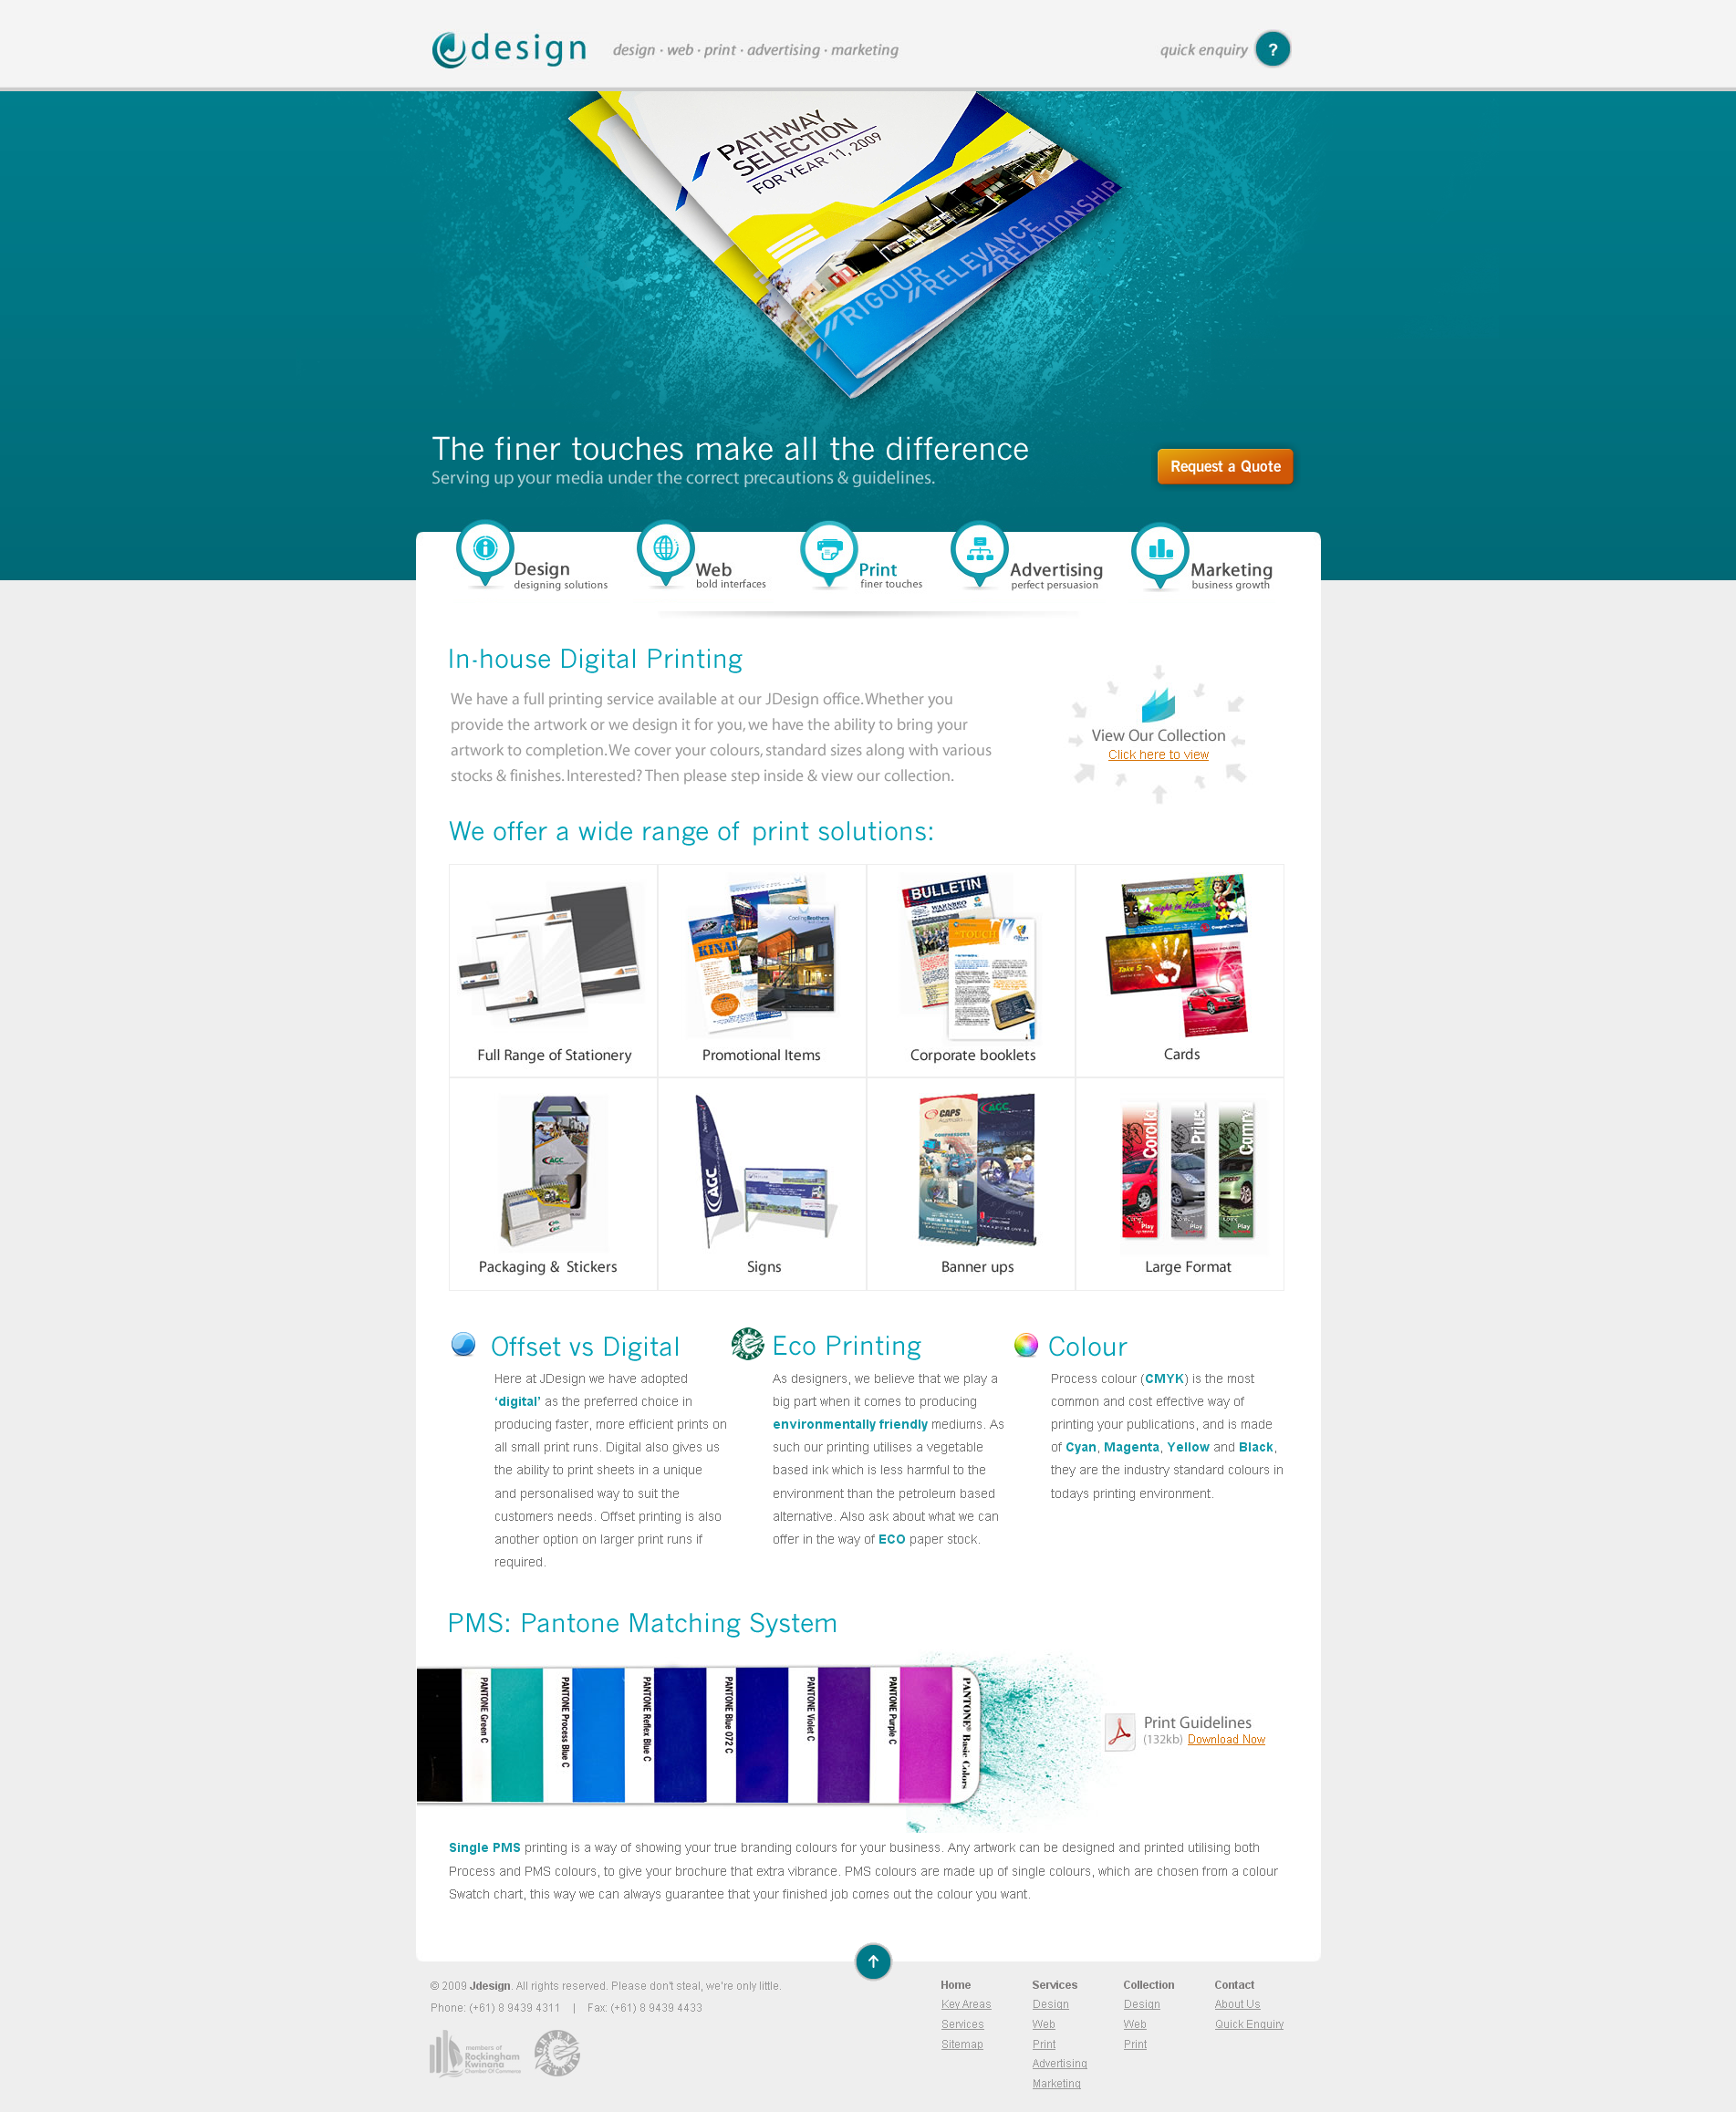 design
design · web · print · advertising · marketing
quick enquiry ?
PATHWAY
SELECTION
FOR YEAR 11, 2009
//RIGOUR
//RELEVANCE
//RELATIONSHIP
The finer touches make all the difference
Serving up your media under the correct precautions & guidelines.
Request a Quote
Design
designing solutions
Web
bold interfaces
Print
finer touches
Advertising
perfect persuasion
Marketing
business growth
In-house Digital Printing
We have a full printing service available at our JDesign office. Whether you
provide the artwork or we design it for you, we have the ability to bring your
artwork to completion. We cover your colours, standard sizes along with various
stocks & finishes. Interested? Then please step inside & view our collection.
View Our Collection
Click here to view
We offer a wide range of print solutions:
KINAI
CoolingBrothers
BULLETIN
TOUCH
A night in Hawaii
Take 5
Full Range of Stationery
Promotional Items
Corporate booklets
Cards
AGC
AGC
CAPS
AGC
Corolla
Prius
Camry
Play
Play
Play
Packaging & Stickers
Signs
Banner ups
Large Format
Offset vs Digital
Here at JDesign we have adopted
‘digital’ as the preferred choice in
producing faster, more efficient prints on
all small print runs. Digital also gives us
the ability to print sheets in a unique
and personalised way to suit the
customers needs. Offset printing is also
another option on larger print runs if
required.
Eco Printing
As designers, we believe that we play a
big part when it comes to producing
environmentally friendly mediums. As
such our printing utilises a vegetable
based ink which is less harmful to the
environment than the petroleum based
alternative. Also ask about what we can
offer in the way of ECO paper stock.
Colour
Process colour (CMYK) is the most
common and cost effective way of
printing your publications, and is made
of Cyan, Magenta, Yellow and Black,
they are the industry standard colours in
todays printing environment.
PMS: Pantone Matching System
PANTONE Green C
PANTONE Process Blue C
PANTONE Reflex Blue C
PANTONE Blue 072 C
PANTONE Violet C
PANTONE Purple C
PANTONE® Basic Colors
Print Guidelines
(132kb) Download Now
Single PMS printing is a way of showing your true branding colours for your business. Any artwork can be designed and printed utilising both
Process and PMS colours, to give your brochure that extra vibrance. PMS colours are made up of single colours, which are chosen from a colour
Swatch chart, this way we can always guarantee that your finished job comes out the colour you want.
© 2009 Jdesign. All rights reserved. Please don't steal, we're only little.
Phone: (+61) 8 9439 4311 | Fax: (+61) 8 9439 4433
members of
Rockingham
Kwinana
Chamber Of Commerce
GREEN STAMP
Home
Key Areas
Services
Sitemap
Services
Design
Web
Print
Advertising
Marketing
Collection
Design
Web
Print
Contact
About Us
Quick Enquiry